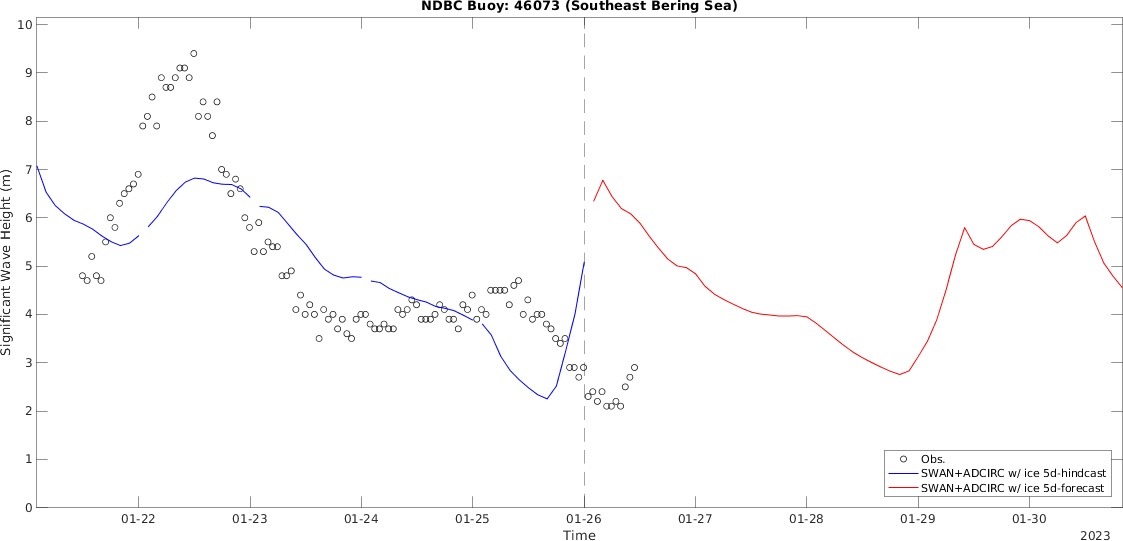 NDBC Buoy: 46073 (Southeast Bering Sea)
Significant Wave Height (m)
10
9
8
7
6
5
4
3
2
1
0
Obs.
SWAN+ADCIRC w/ ice 5d-hindcast
SWAN+ADCIRC w/ ice 5d-forecast
01-22 01-23 01-24 01-25 01-26 01-27 01-28 01-29 01-30
Time
2023